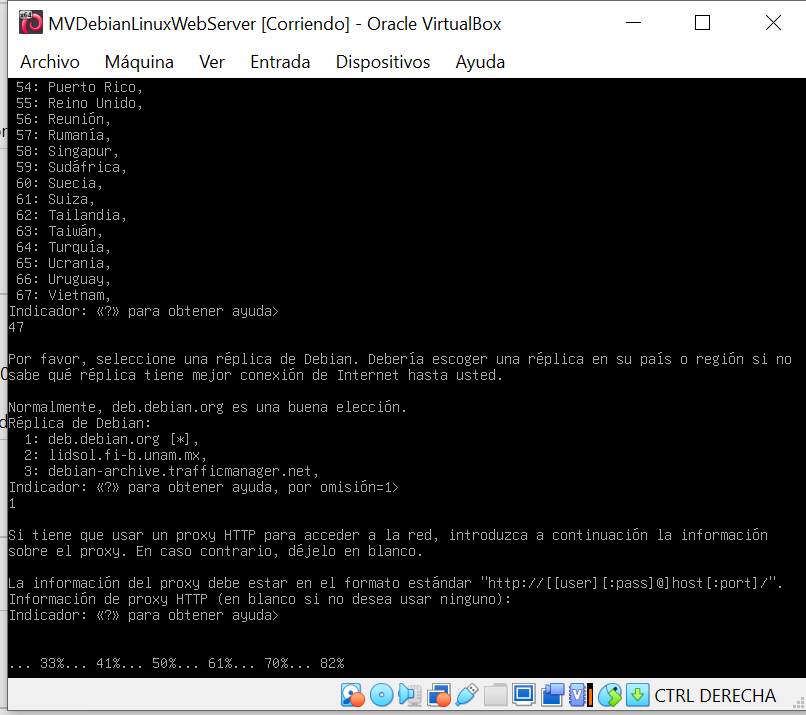 MVDebianLinuxWebServer [Corriendo] - Oracle VirtualBox
Archivo Máquina Ver Entrada Dispositivos Ayuda
54: Puerto Rico,
55: Reino Unido,
56: Reunión,
57: Rumanía,
58: Singapur,
59: Sudáfrica,
60: Suecia,
61: Suiza,
62: Tailandia,
63: Taiwán,
64: Turquía,
65: Ucrania,
66: Uruguay,
67: Vietnam,
Indicador: «?» para obtener ayuda>
47
Por favor, seleccione una réplica de Debian. Debería escoger una réplica en su país o región si no
sabe qué réplica tiene mejor conexión de Internet hasta usted.
Normalmente, deb.debian.org es una buena elección.
Réplica de Debian:
1: deb.debian.org [*],
2: lidsol.fi-b.unam.mx,
3: debian-archive.trafficmanager.net,
Indicador: «?» para obtener ayuda, por omisión=1>
1
Si tiene que usar un proxy HTTP para acceder a la red, introduzca a continuación la información
sobre el proxy. En caso contrario, déjelo en blanco.
La información del proxy debe estar en el formato estándar "http://[[user][:pass]@]host[:port]/".
Información de proxy HTTP (en blanco si no desea usar ninguno):
Indicador: «?» para obtener ayuda>
... 33%... 41%... 50%... 61%... 70%... 82%
CTRL DERECHA